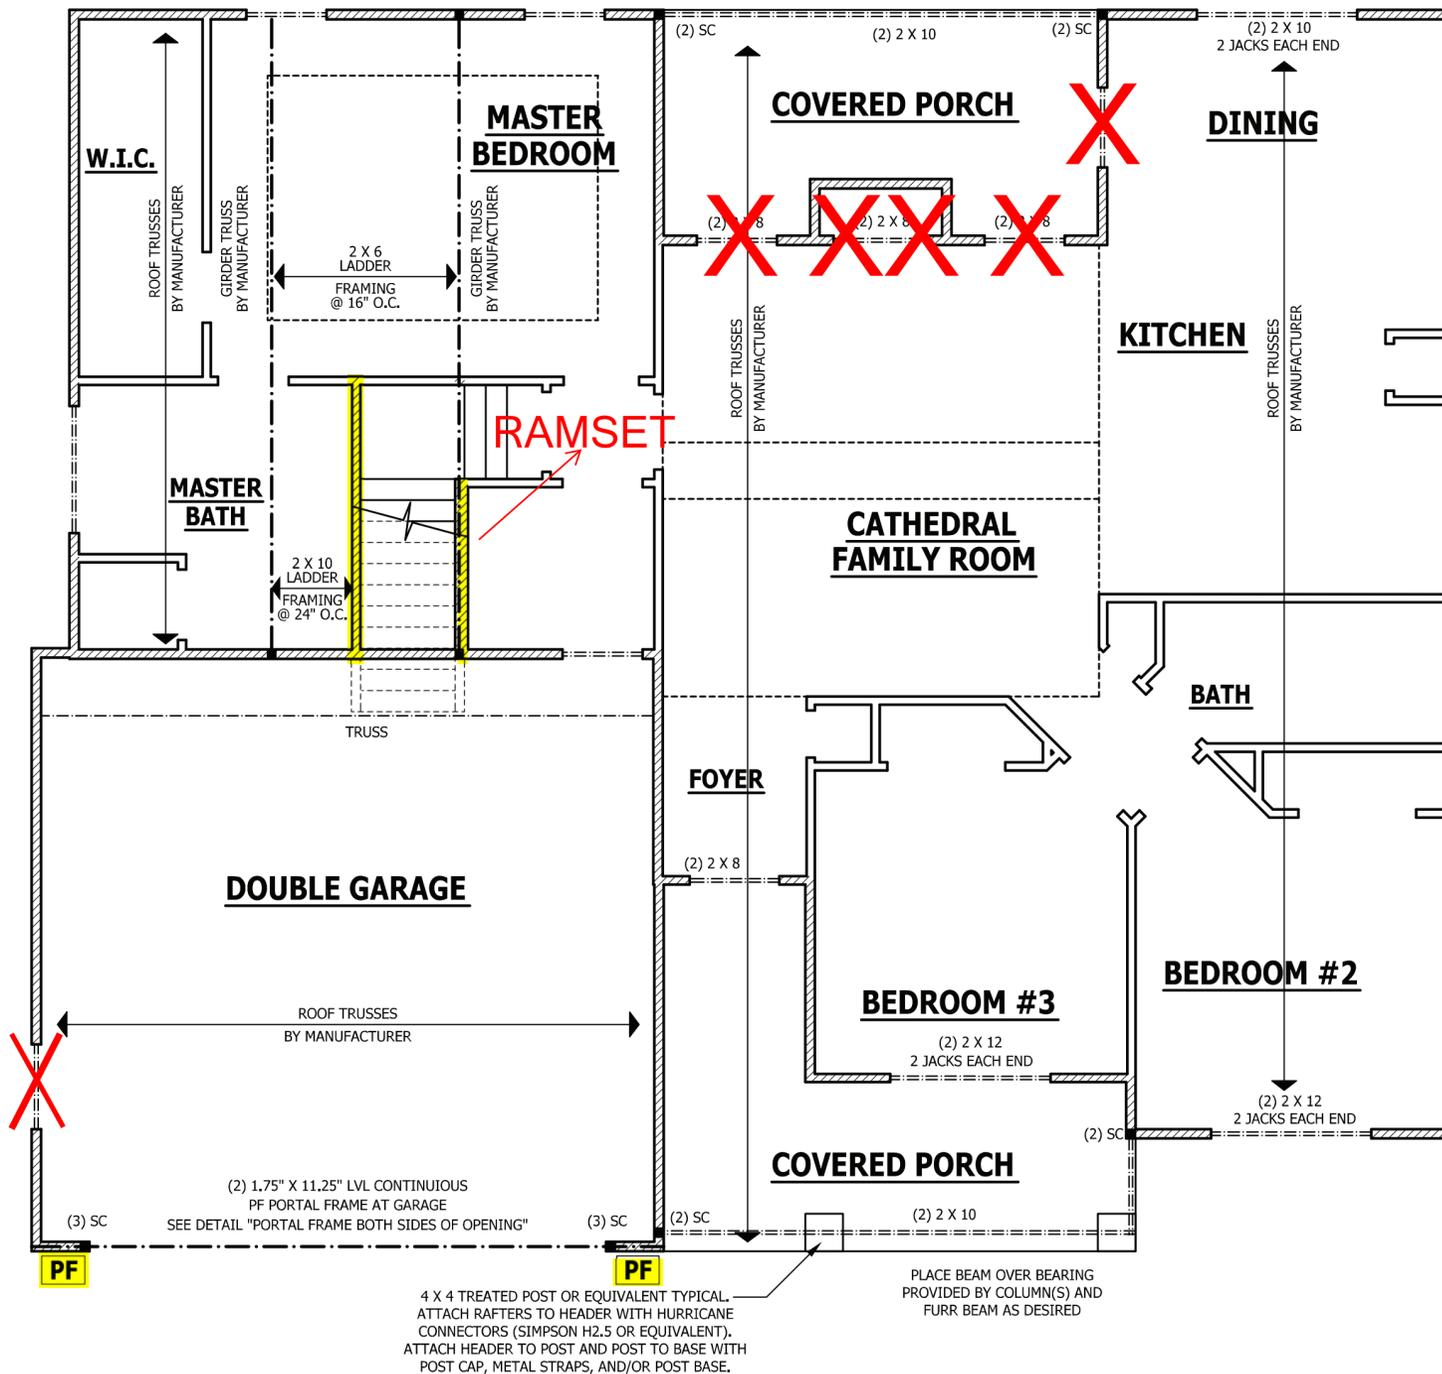 (2) SC
(2) 2 X 10
(2) SC
(2) 2 X 10
2 JACKS EACH END
W.I.C.
MASTER
BEDROOM
COVERED PORCH
DINING
ROOF TRUSSES
BY MANUFACTURER
GIRDER TRUSS
BY MANUFACTURER
2 X 6
LADDER
FRAMING
@ 16" O.C.
GIRDER TRUSS
BY MANUFACTURER
(2) 2 X 8
ROOF TRUSSES
BY MANUFACTURER
KITCHEN
ROOF TRUSSES
BY MANUFACTURER
RAMSET
MASTER
BATH
2 X 10
LADDER
FRAMING
@ 24" O.C.
CATHEDRAL
FAMILY ROOM
TRUSS
BATH
FOYER
(2) 2 X 8
DOUBLE GARAGE
BEDROOM #3
BEDROOM #2
ROOF TRUSSES
BY MANUFACTURER
(2) 2 X 12
2 JACKS EACH END
(2) 2 X 12
2 JACKS EACH END
(2) SC
COVERED PORCH
(2) 1.75" X 11.25" LVL CONTINUIOUS
PF PORTAL FRAME AT GARAGE
SEE DETAIL "PORTAL FRAME BOTH SIDES OF OPENING"
(3) SC
(3) SC
(2) SC
(2) 2 X 10
PF
PF
4 X 4 TREATED POST OR EQUIVALENT TYPICAL.
ATTACH RAFTERS TO HEADER WITH HURRICANE
CONNECTORS (SIMPSON H2.5 OR EQUIVALENT).
ATTACH HEADER TO POST AND POST TO BASE WITH
POST CAP, METAL STRAPS, AND/OR POST BASE.
PLACE BEAM OVER BEARING
PROVIDED BY COLUMN(S) AND
FURR BEAM AS DESIRED